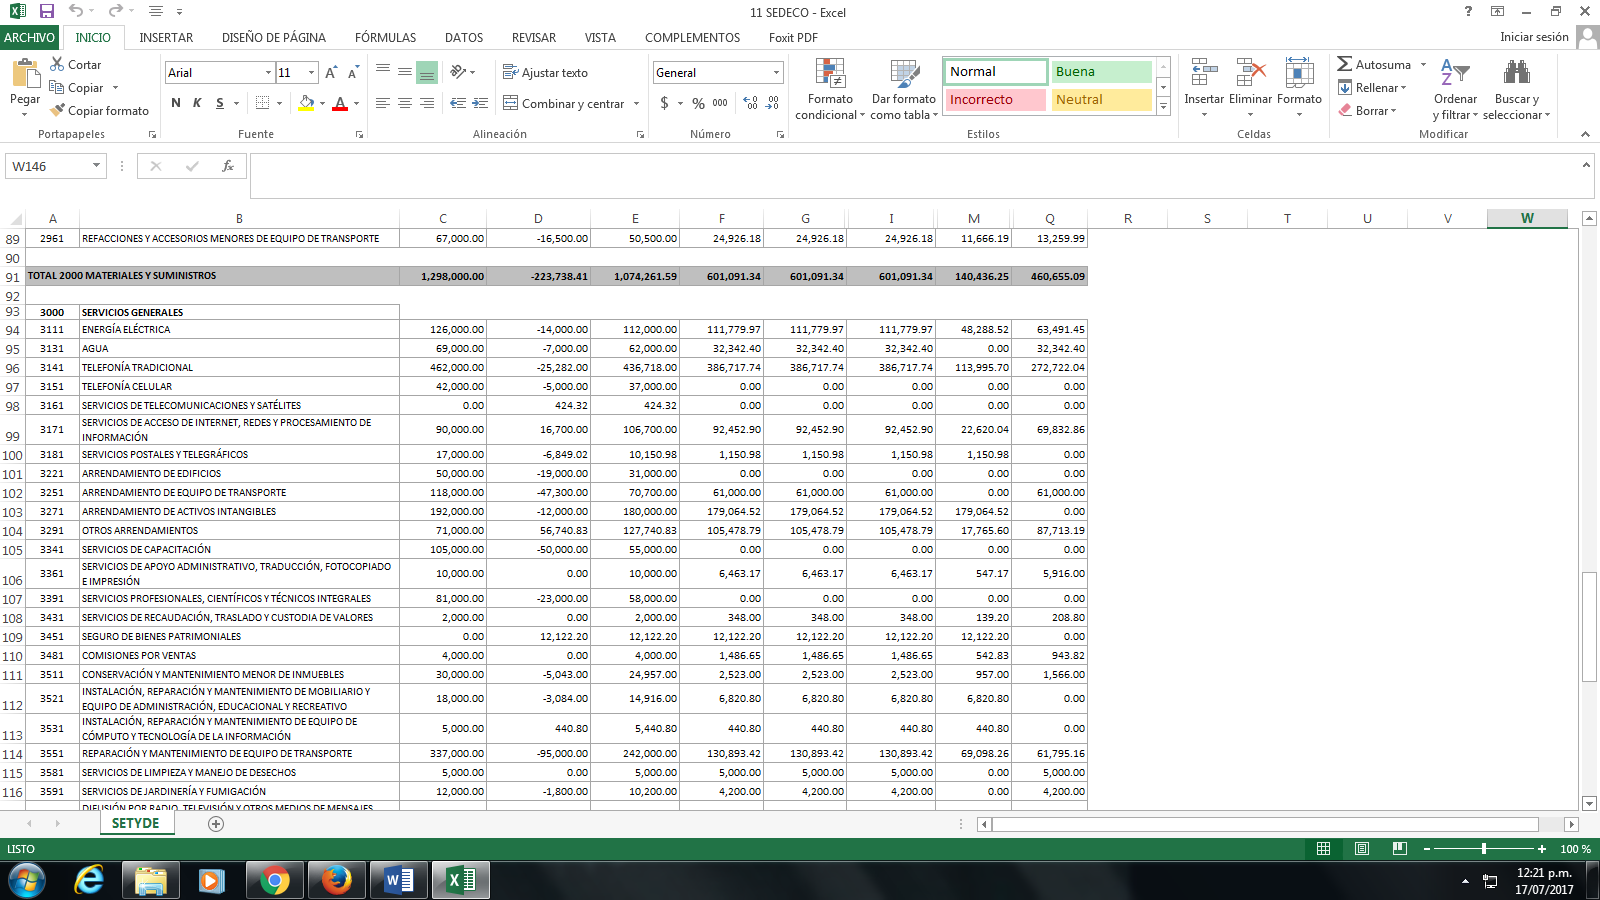 11 SEDECO - Excel
ARCHIVO INICIO INSERTAR DISEÑO DE PÁGINA FÓRMULAS DATOS REVISAR VISTA COMPLEMENTOS Foxit PDF Iniciar sesión
Pegar
Cortar
Copiar
Copiar formato
Portapapeles
Arial 11
N K S
Fuente
Ajustar texto
Combinar y centrar
Alineación
General
$ % 000
Número
Formato condicional
Dar formato como tabla
Normal Buena
Incorrecto Neutral
Estilos
Insertar Eliminar Formato
Celdas
Autosuma
Rellenar
Borrar
Ordenar y filtrar
Buscar y seleccionar
Modificar
W146 fx
A B C D E F G I M Q R S T U V W
89 2961 REFACCIONES Y ACCESORIOS MENORES DE EQUIPO DE TRANSPORTE 67,000.00 -16,500.00 50,500.00 24,926.18 24,926.18 24,926.18 11,666.19 13,259.99
90
91 TOTAL 2000 MATERIALES Y SUMINISTROS 1,298,000.00 -223,738.41 1,074,261.59 601,091.34 601,091.34 601,091.34 140,436.25 460,655.09
92
93 3000 SERVICIOS GENERALES
94 3111 ENERGÍA ELÉCTRICA 126,000.00 -14,000.00 112,000.00 111,779.97 111,779.97 111,779.97 48,288.52 63,491.45
95 3131 AGUA 69,000.00 -7,000.00 62,000.00 32,342.40 32,342.40 32,342.40 0.00 32,342.40
96 3141 TELEFONÍA TRADICIONAL 462,000.00 -25,282.00 436,718.00 386,717.74 386,717.74 386,717.74 113,995.70 272,722.04
97 3151 TELEFONÍA CELULAR 42,000.00 -5,000.00 37,000.00 0.00 0.00 0.00 0.00 0.00
98 3161 SERVICIOS DE TELECOMUNICACIONES Y SATÉLITES 0.00 424.32 424.32 0.00 0.00 0.00 0.00 0.00
99 3171 SERVICIOS DE ACCESO DE INTERNET, REDES Y PROCESAMIENTO DE
INFORMACIÓN 90,000.00 16,700.00 106,700.00 92,452.90 92,452.90 92,452.90 22,620.04 69,832.86
100 3181 SERVICIOS POSTALES Y TELEGRÁFICOS 17,000.00 -6,849.02 10,150.98 1,150.98 1,150.98 1,150.98 1,150.98 0.00
101 3221 ARRENDAMIENTO DE EDIFICIOS 50,000.00 -19,000.00 31,000.00 0.00 0.00 0.00 0.00 0.00
102 3251 ARRENDAMIENTO DE EQUIPO DE TRANSPORTE 118,000.00 -47,300.00 70,700.00 61,000.00 61,000.00 61,000.00 0.00 61,000.00
103 3271 ARRENDAMIENTO DE ACTIVOS INTANGIBLES 192,000.00 -12,000.00 180,000.00 179,064.52 179,064.52 179,064.52 179,064.52 0.00
104 3291 OTROS ARRENDAMIENTOS 71,000.00 56,740.83 127,740.83 105,478.79 105,478.79 105,478.79 17,765.60 87,713.19
105 3341 SERVICIOS DE CAPACITACIÓN 105,000.00 -50,000.00 55,000.00 0.00 0.00 0.00 0.00 0.00
106 3361 SERVICIOS DE APOYO ADMINISTRATIVO, TRADUCCIÓN, FOTOCOPIADO
E IMPRESIÓN 10,000.00 0.00 10,000.00 6,463.17 6,463.17 6,463.17 547.17 5,916.00
107 3391 SERVICIOS PROFESIONALES, CIENTÍFICOS Y TÉCNICOS INTEGRALES 81,000.00 -23,000.00 58,000.00 0.00 0.00 0.00 0.00 0.00
108 3431 SERVICIOS DE RECAUDACIÓN, TRASLADO Y CUSTODIA DE VALORES 2,000.00 0.00 2,000.00 348.00 348.00 348.00 139.20 208.80
109 3451 SEGURO DE BIENES PATRIMONIALES 0.00 12,122.20 12,122.20 12,122.20 12,122.20 12,122.20 12,122.20 0.00
110 3481 COMISIONES POR VENTAS 4,000.00 0.00 4,000.00 1,486.65 1,486.65 1,486.65 542.83 943.82
111 3511 CONSERVACIÓN Y MANTENIMIENTO MENOR DE INMUEBLES 30,000.00 -5,043.00 24,957.00 2,523.00 2,523.00 2,523.00 957.00 1,566.00
112 3521 INSTALACIÓN, REPARACIÓN Y MANTENIMIENTO DE MOBILIARIO Y
EQUIPO DE ADMINISTRACIÓN, EDUCACIONAL Y RECREATIVO 18,000.00 -3,084.00 14,916.00 6,820.80 6,820.80 6,820.80 6,820.80 0.00
113 3531 INSTALACIÓN, REPARACIÓN Y MANTENIMIENTO DE EQUIPO DE
CÓMPUTO Y TECNOLOGÍA DE LA INFORMACIÓN 5,000.00 440.80 5,440.80 440.80 440.80 440.80 440.80 0.00
114 3551 REPARACIÓN Y MANTENIMIENTO DE EQUIPO DE TRANSPORTE 337,000.00 -95,000.00 242,000.00 130,893.42 130,893.42 130,893.42 69,098.26 61,795.16
115 3581 SERVICIOS DE LIMPIEZA Y MANEJO DE DESECHOS 5,000.00 0.00 5,000.00 5,000.00 5,000.00 5,000.00 0.00 5,000.00
116 3591 SERVICIOS DE JARDINERÍA Y FUMIGACIÓN 12,000.00 -1,800.00 10,200.00 4,200.00 4,200.00 4,200.00 0.00 4,200.00
DIFUSIÓN POR RADIO, TELEVISIÓN Y OTROS MEDIOS DE MENSAJES
SETYDE
LISTO 100 %
12:21 p.m.
17/07/2017